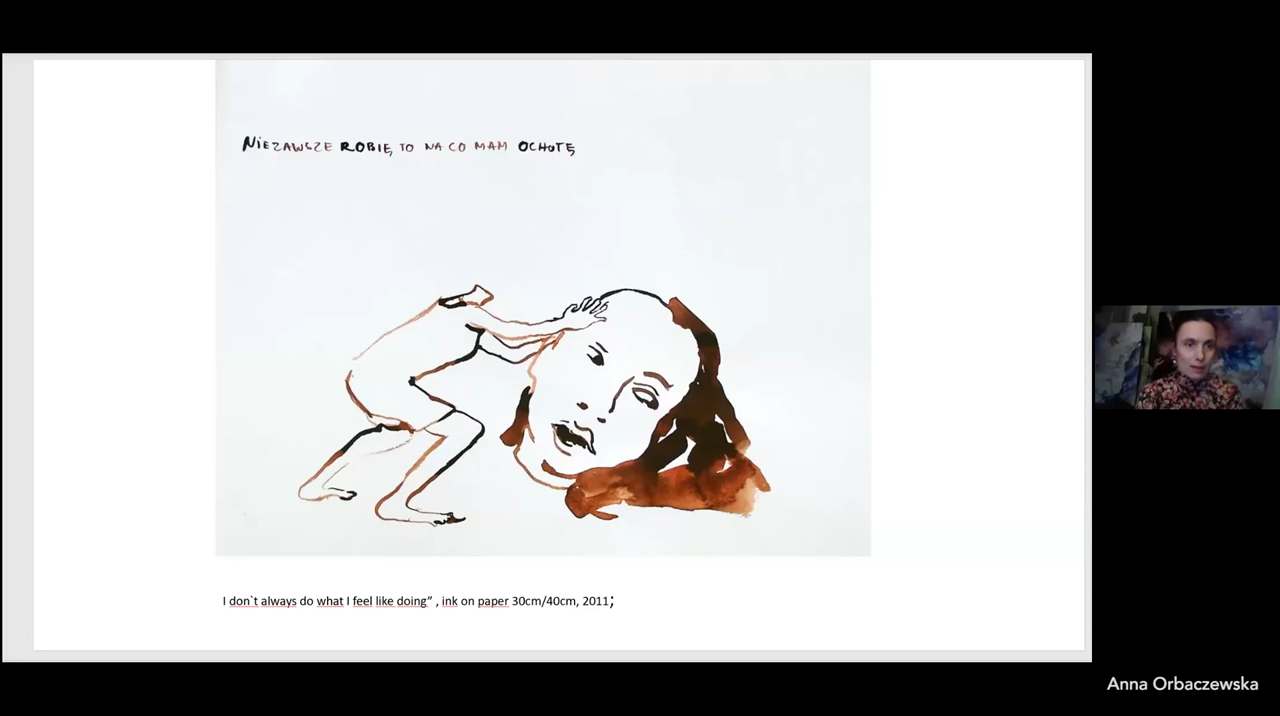 NIEZAWSZE ROBIĘ TO NA CO MAM OCHOTĘ
I don`t always do what I feel like doing” , ink on paper 30cm/40cm, 2011;
Anna Orbaczewska